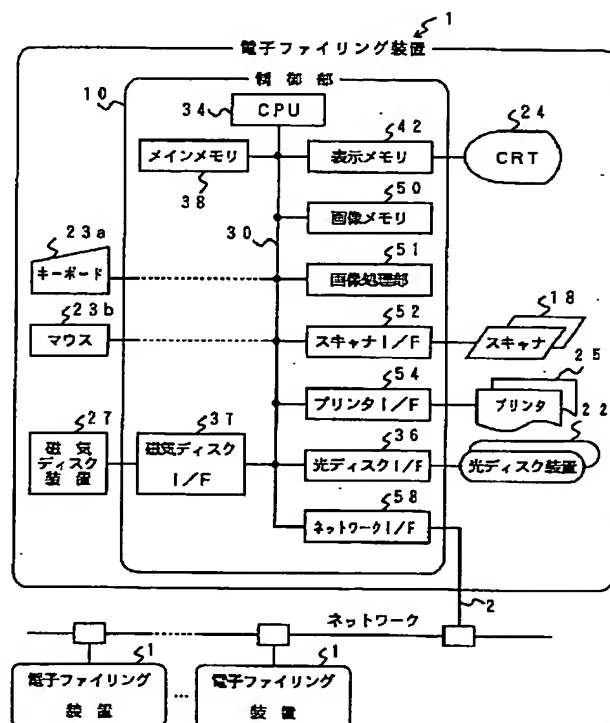 1
電子ファイリング装置
制御部
10
34
CPU
42
24
メインメモリ
表示メモリ
CRT
38
50
画像メモリ
30
23a
51
キーボード
画像処理部
23b
52
18
マウス
スキャナI/F
スキャナ
54
25
プリンタI/F
プリンタ
22
27
37
36
磁気
ディスク
装置
磁気ディスク
I/F
光ディスクI/F
光ディスク装置
58
ネットワークI/F
2
ネットワーク
1
1
電子ファイリング
装置
...
電子ファイリング
装置